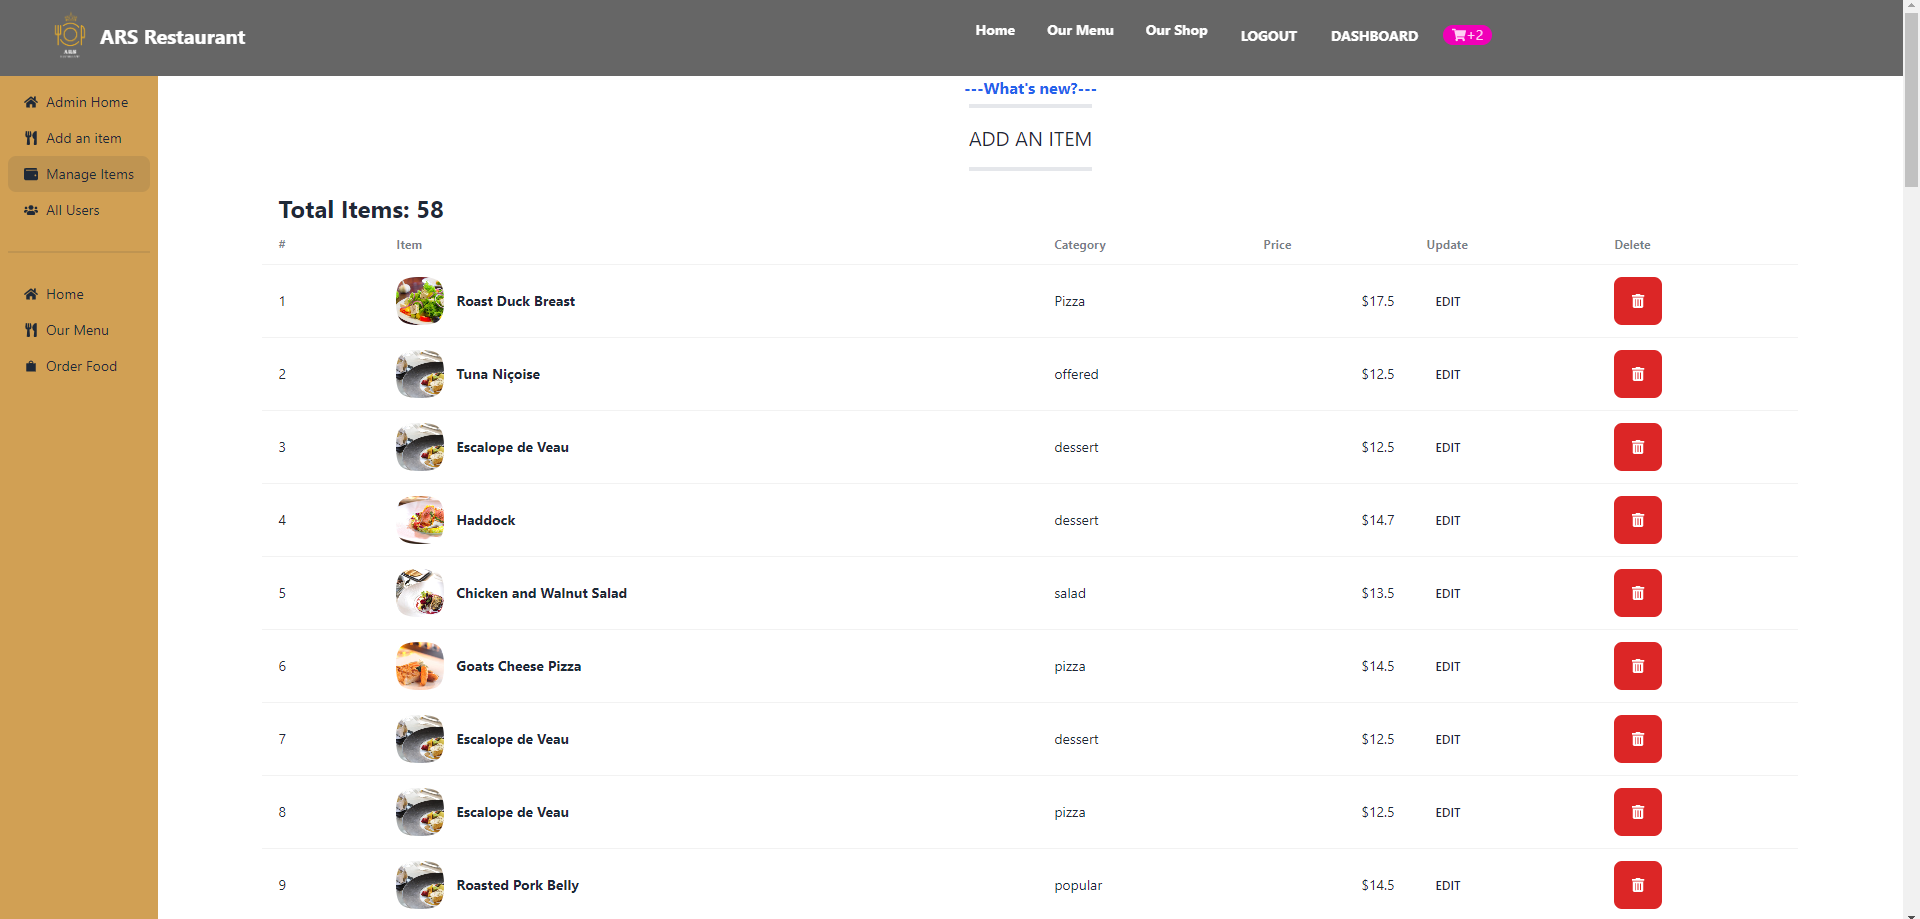 ARS Restaurant
Home Our Menu Our Shop LOGOUT DASHBOARD +2
Admin Home
Add an item
Manage Items
All Users
Home
Our Menu
Order Food
---What's new?---
ADD AN ITEM
Total Items: 58
# Item Category Price Update Delete
1 Roast Duck Breast Pizza $17.5 EDIT
2 Tuna Niçoise offered $12.5 EDIT
3 Escalope de Veau dessert $12.5 EDIT
4 Haddock dessert $14.7 EDIT
5 Chicken and Walnut Salad salad $13.5 EDIT
6 Goats Cheese Pizza pizza $14.5 EDIT
7 Escalope de Veau dessert $12.5 EDIT
8 Escalope de Veau pizza $12.5 EDIT
9 Roasted Pork Belly popular $14.5 EDIT